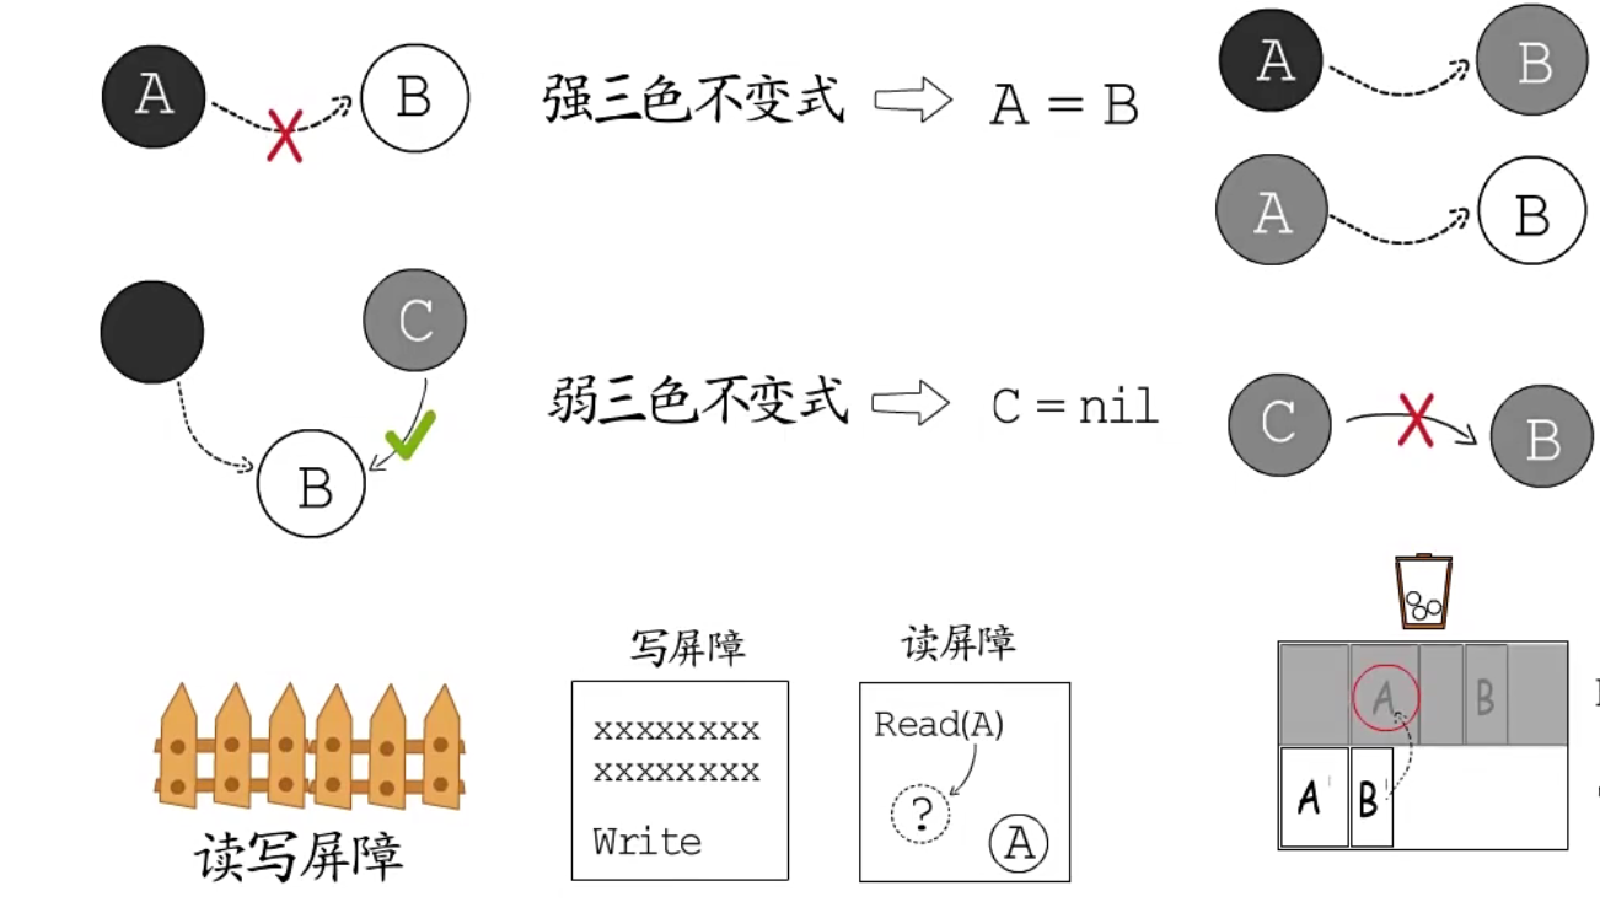 A
B
强三色不变式
A = B
A
B
A
B
C
B
弱三色不变式
C = nil
C
B
读写屏障
写屏障
xxxxxxxx
xxxxxxxx
Write
读屏障
Read(A)
?
A
A
B
A'
B'